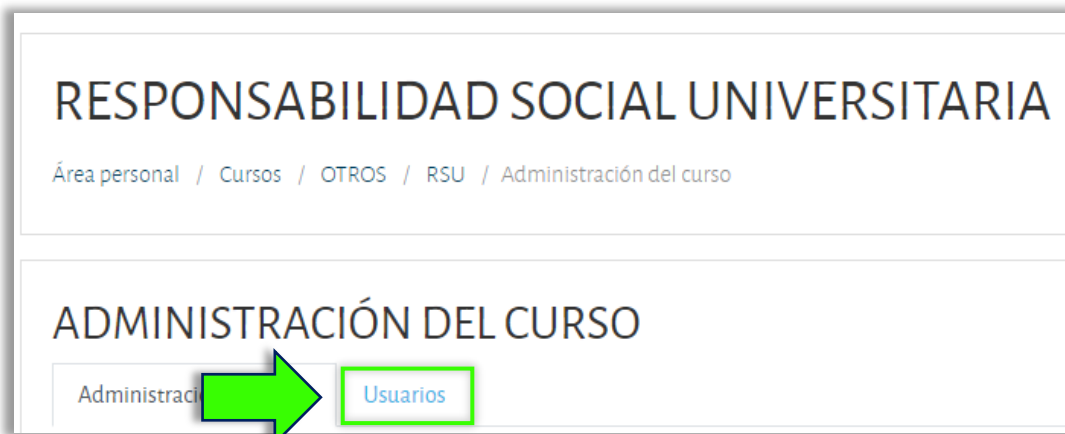 RESPONSABILIDAD SOCIAL UNIVERSITARIA
Área personal / Cursos / OTROS / RSU / Administración del curso
ADMINISTRACIÓN DEL CURSO
Usuarios